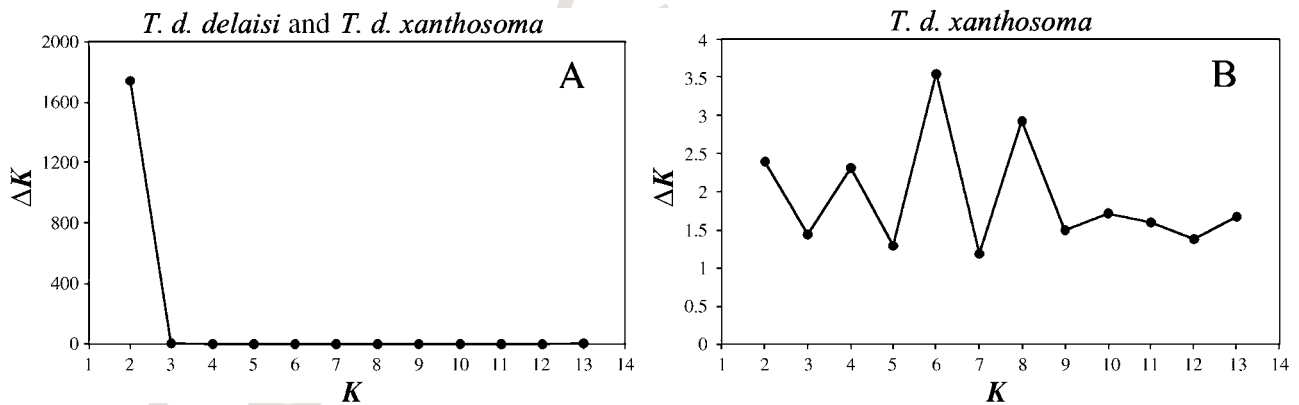 T. d. delaisi and T. d. xanthosoma
A
2000
1600
1200
800
400
0
ΔK
1 2 3 4 5 6 7 8 9 10 11 12 13 14
K
T. d. xanthosoma
B
4
3.5
3
2.5
2
1.5
1
0.5
0
ΔK
1 2 3 4 5 6 7 8 9 10 11 12 13 14
K